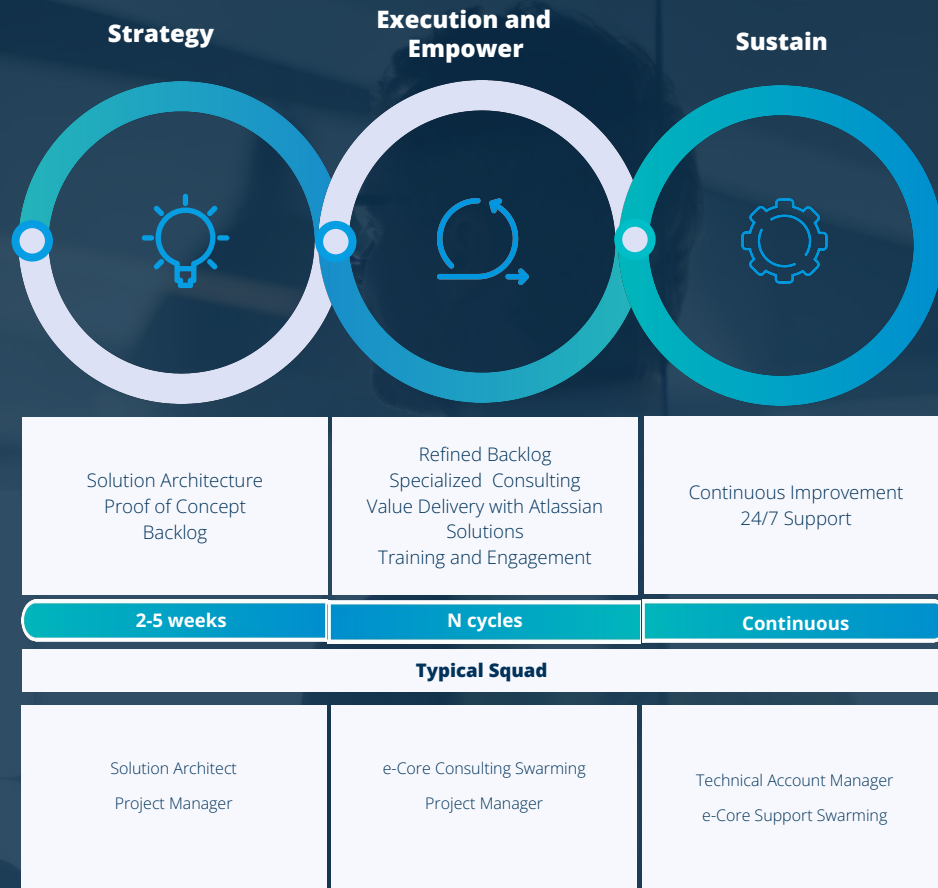 Strategy
Execution and
Empower
Sustain
Solution Architecture
Proof of Concept
Backlog
Refined Backlog
Specialized  Consulting
Value Delivery with Atlassian
Solutions
Training and Engagement
Continuous Improvement
24/7 Support
2-5 weeks
N cycles
Continuous
Typical Squad
Solution Architect
Project Manager
e-Core Consulting Swarming
Project Manager
Technical Account Manager
e-Core Support Swarming